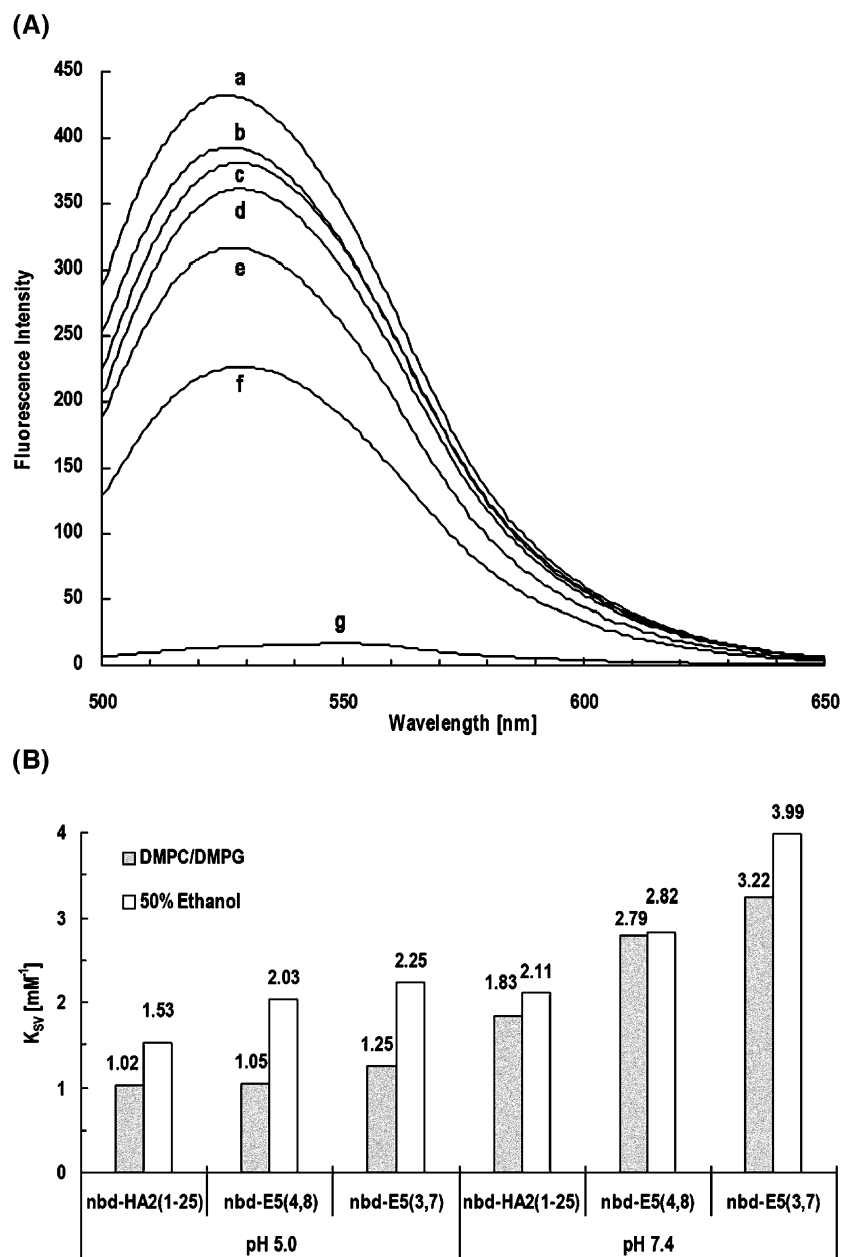 (A)
450
400
350
300
250
200
150
100
50
0
Fluorescence Intensity
a
b
c
d
e
f
g
500 550 600 650
Wavelength [nm]
(B)
4
3
2
1
0
K_SV [mM⁻¹]
DMPC/DMPG
50% Ethanol
1.02 1.53 1.05 2.03 1.25 2.25 1.83 2.11 2.79 2.82 3.22 3.99
nbd-HA2(1-25) nbd-E5(4,8) nbd-E5(3,7) nbd-HA2(1-25) nbd-E5(4,8) nbd-E5(3,7)
pH 5.0 pH 7.4